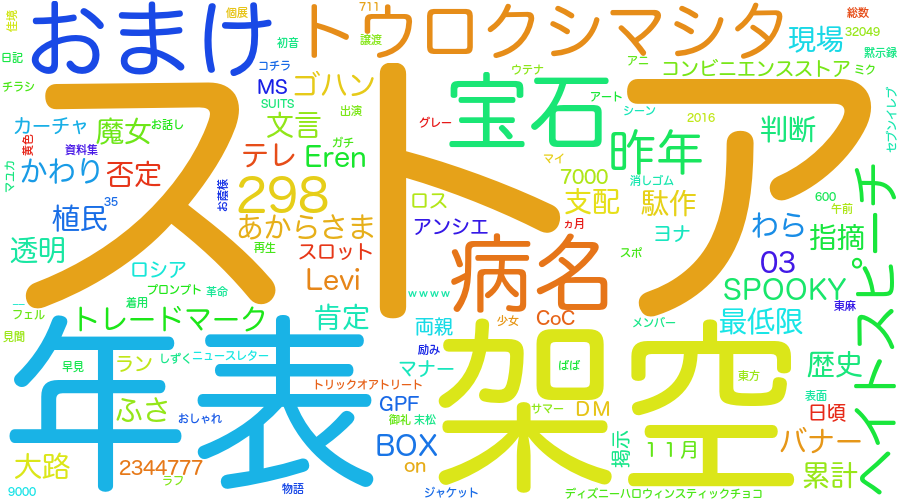 おまけ
トウロクシマシタ
711
譲渡
個展
初音
佳規
日記
チラシ
コチラ
MS
ゴハン
SUITS
出演
ウテナ
アニ
コンビニエンスストア
ミク
現場
総数
32049
黙示録
セブンイレブ
アート
シーン
2016
判断
ストア
宝石
昨年
カーチャ
魔女
お話し
黄色
資料集
かわり
否定
マユカ
35
植民
お蔭様
透明
ロシア
プロンプト
革命
着用
フェル
トレードマーク
テレ
Eren
ガチ
文言
298
あからさま
再生
スロット
Levi
肯定
グレー
ロス
アンシエ
マイ
7000
消しゴム
支配
駄作
ヵ月
スポ
ヨナ
病名
CoC
少女
メンバー
わら
600
午前
指摘
03
SPOOKY
東麻
最低限
ヘイトスピーチ
歴史
表面
日頃
バナー
累計
見聞
早見
年表
ラン
しずく
ニュースレター
ふさ
おしゃれ
大路
2344777
ラフ
9000
物語
wwww
両親
励み
マナー
トリックオアトリート
GPF
御礼
末松
BOX
on
ジャケット
架空
ぱぱ
サマー
DM
東方
掲示
11月
ディズニーハロウィンスティックチョコ